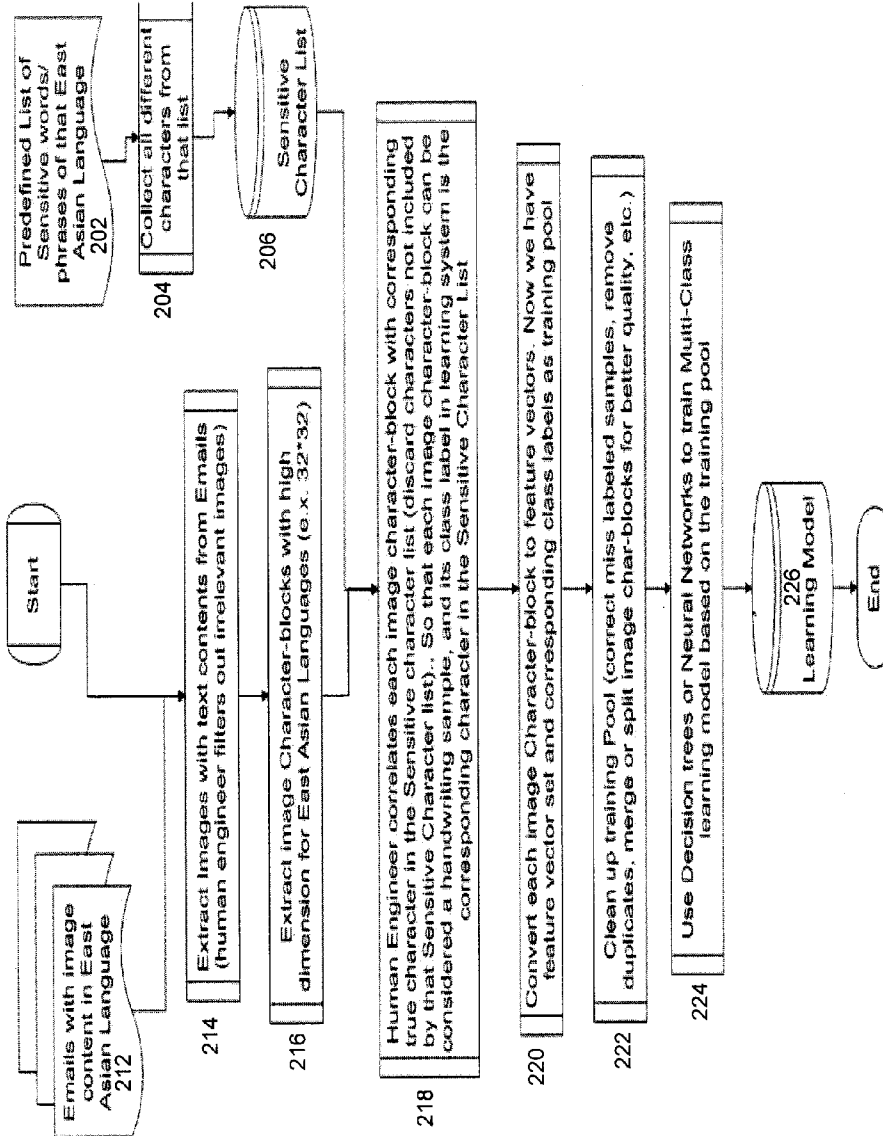 Start
Emails with image
content in East
Asian Language
212
Predefined List of
Sensitive words/
phrases of that East
Asian Language
202
Collect all different
characters from
that list
204
Sensitive
Character List
206
Extract Images with text contents from Emails
(human engineer filters out irrelevant images)
214
Extract image Character-blocks with high
dimension for East Asian Languages (e.x. 32*32)
216
Human Engineer correlates each image character-block with corresponding
true character in the Sensitive character list (discard characters not included
by that Sensitive Character list)., So that each image character-block can be
considered a handwriting sample, and its class label in learning system is the
corresponding character in the Sensitive Character List
218
Convert each image Character-block to feature vectors. Now we have
feature vector set and corresponding class labels as training pool
220
Clean up training Pool (correct miss labeled samples, remove
duplicates, merge or split image char-blocks for better quality, etc.)
222
Use Decision trees or Neural Networks to train Multi-Class
learning model based on the training pool
224
226
Learning Model
End